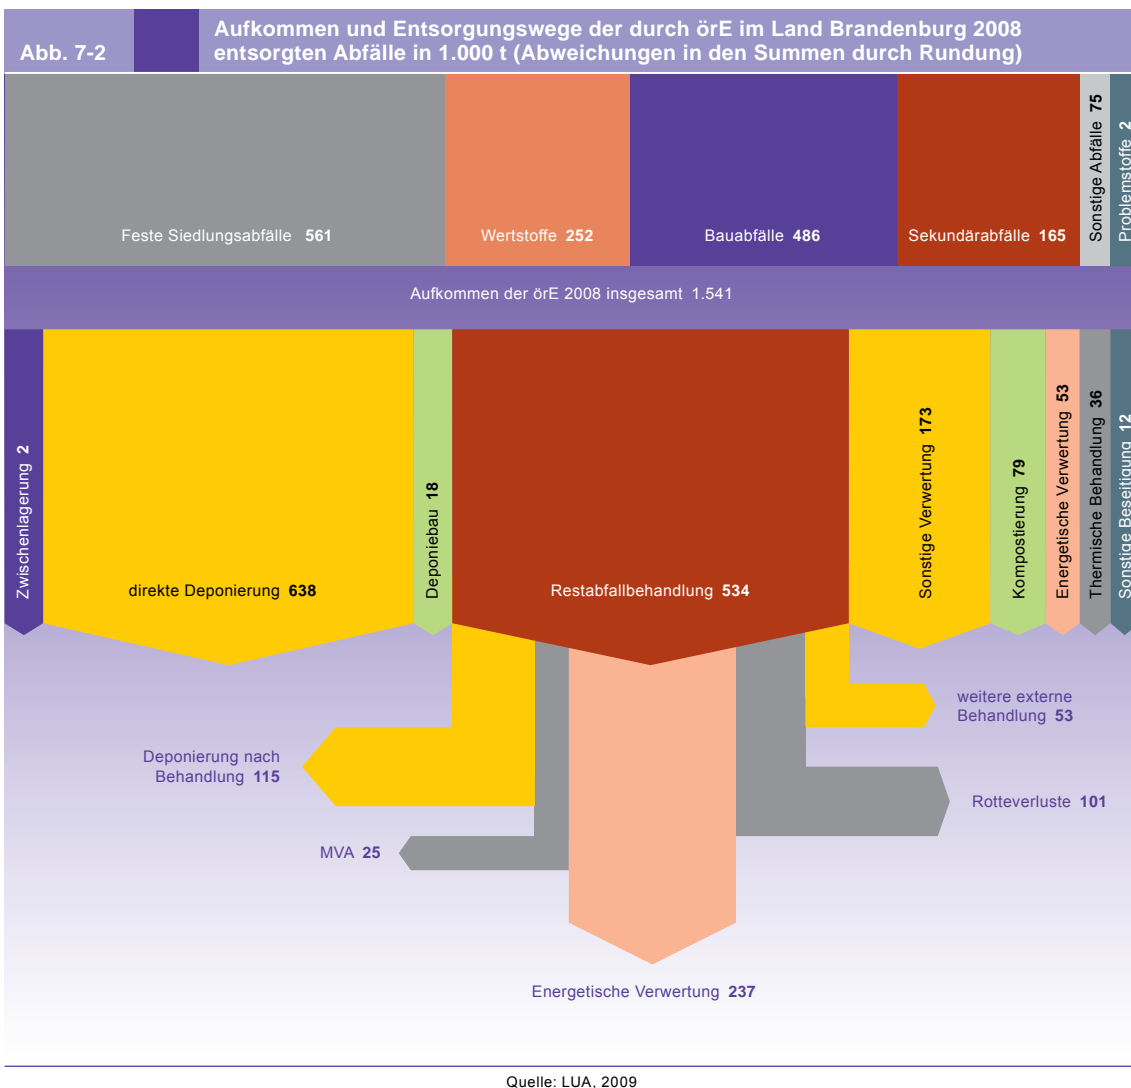 Abb. 7-2
Aufkommen und Entsorgungswege der durch örE im Land Brandenburg 2008
entsorgten Abfälle in 1.000 t (Abweichungen in den Summen durch Rundung)
Feste Siedlungsabfälle 561
Wertstoffe 252
Bauabfälle 486
Sekundärabfälle 165
Sonstige Abfälle 75
Problemstoffe 2
Aufkommen der örE 2008 insgesamt 1.541
Zwischenlagerung 2
direkte Deponierung 638
Deponiebau 18
Restabfallbehandlung 534
Sonstige Verwertung 173
Kompostierung 79
Energetische Verwertung 53
Thermische Behandlung 36
Sonstige Beseitigung 12
weitere externe
Behandlung 53
Deponierung nach
Behandlung 115
Rotteverluste 101
MVA 25
Energetische Verwertung 237
Quelle: LUA, 2009